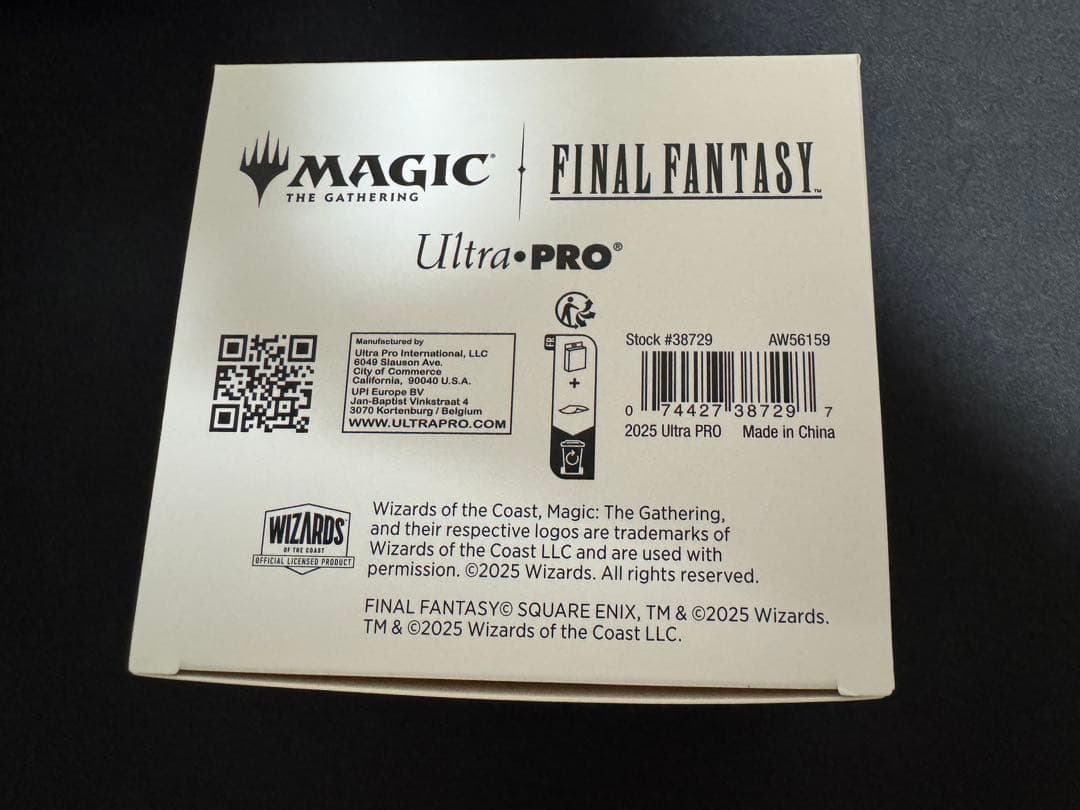 MAGIC®
THE GATHERING
FINAL FANTASY™
Ultra•PRO®
Manufactured by
Ultra Pro International, LLC
6049 Slauson Ave.
City of Commerce
California, 90040 U.S.A.
UPI Europe BV
Jan-Baptist Vinkstraat 4
3070 Kortenburg / Belgium
WWW.ULTRAPRO.COM
FR
+
Stock #38729 AW56159
0 74427 38729 7
2025 Ultra PRO Made in China
WIZARDS
OF THE COAST
OFFICIAL LICENSED PRODUCT
Wizards of the Coast, Magic: The Gathering,
and their respective logos are trademarks of
Wizards of the Coast LLC and are used with
permission. ©2025 Wizards. All rights reserved.
FINAL FANTASY© SQUARE ENIX, TM & ©2025 Wizards.
TM & ©2025 Wizards of the Coast LLC.